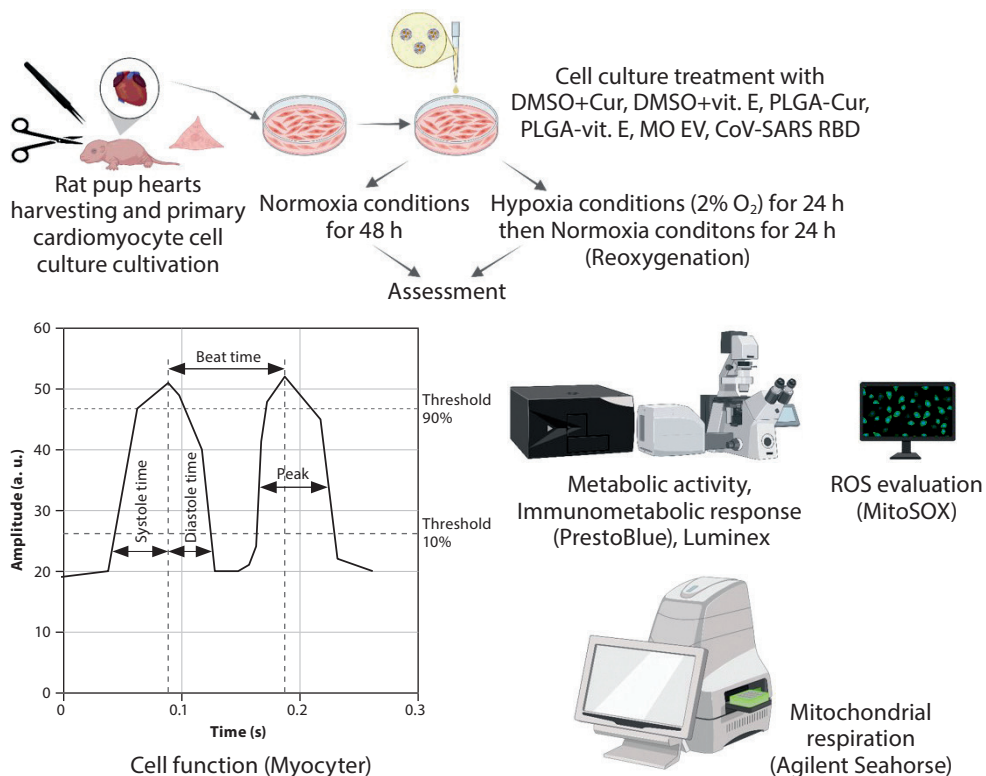 Cell culture treatment with
DMSO+Cur, DMSO+vit. E, PLGA-Cur,
PLGA-vit. E, MO EV, CoV-SARS RBD
Rat pup hearts
harvesting and primary
cardiomyocyte cell
culture cultivation
Normoxia conditions
for 48 h
Hypoxia conditions (2% O₂) for 24 h
then Normoxia conditons for 24 h
(Reoxygenation)
Assessment
60
50
40
30
20
10
0
Amplitude (a. u.)
Beat time
Systole time
Diastole time
Peak
Threshold
90%
Threshold
10%
0
0.1
0.2
0.3
Time (s)
Cell function (Myocyter)
Metabolic activity,
Immunometabolic response
(PrestoBlue), Luminex
ROS evaluation
(MitoSOX)
Mitochondrial
respiration
(Agilent Seahorse)